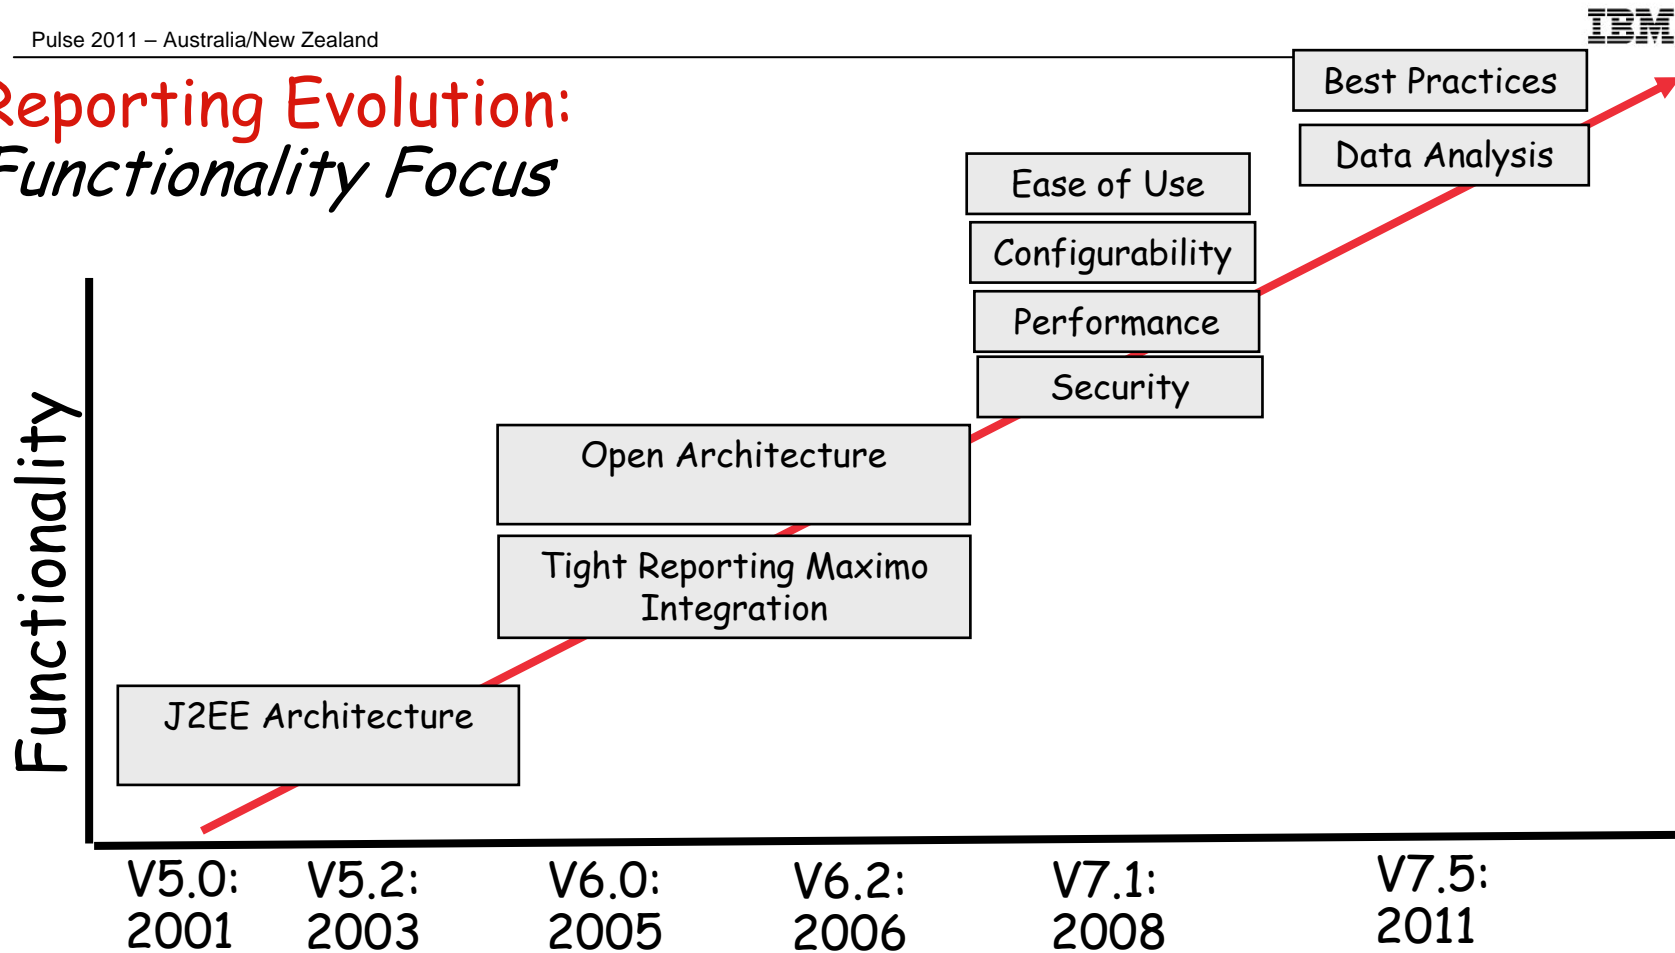 Pulse 2011 – Australia/New Zealand
IBM
Reporting Evolution:
Functionality Focus
Best Practices
Data Analysis
Ease of Use
Configurability
Performance
Security
Open Architecture
Tight Reporting Maximo
Integration
J2EE Architecture
Functionality
V5.0:
2001
V5.2:
2003
V6.0:
2005
V6.2:
2006
V7.1:
2008
V7.5:
2011